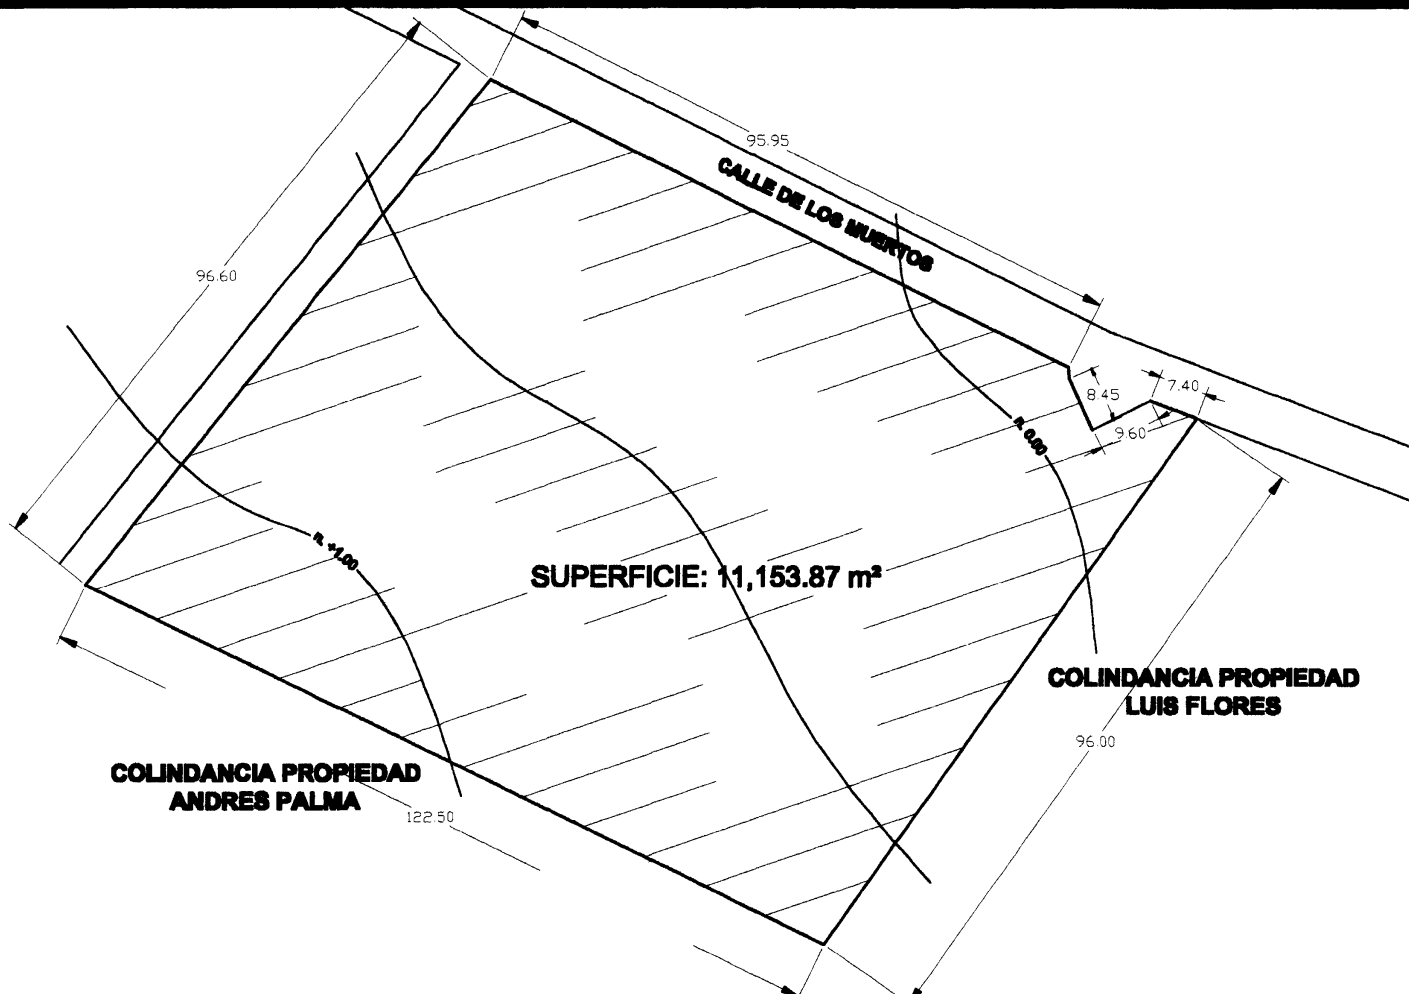 95.95
CALLE DE LOS MUERTOS
96.60
8.45
7.40
9.60
n. 0.00
n. +1.00
SUPERFICIE: 11,153.87 m²
COLINDANCIA PROPIEDAD
LUIS FLORES
96.00
COLINDANCIA PROPIEDAD
ANDRES PALMA
122.50